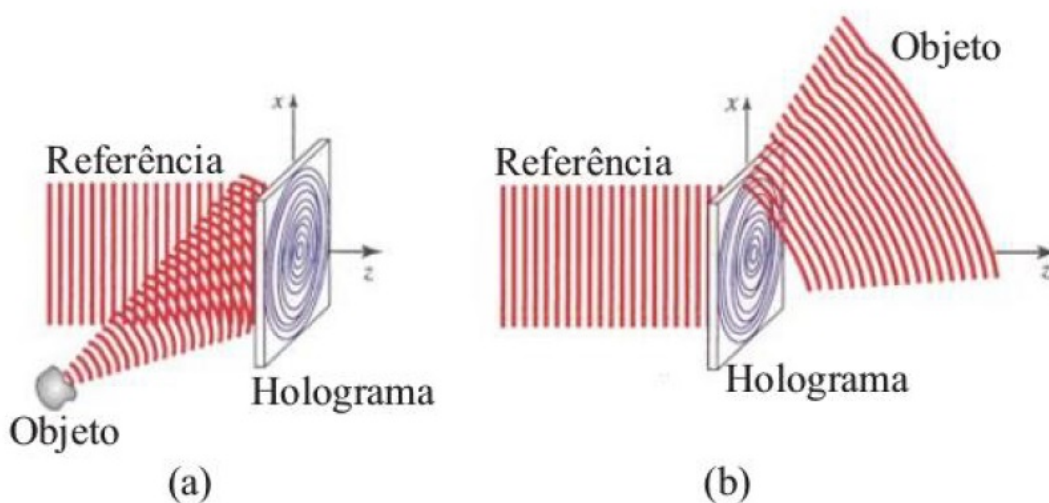 x
Referência
z
Holograma
Objeto
(a)
Objeto
x
Referência
z
Holograma
(b)